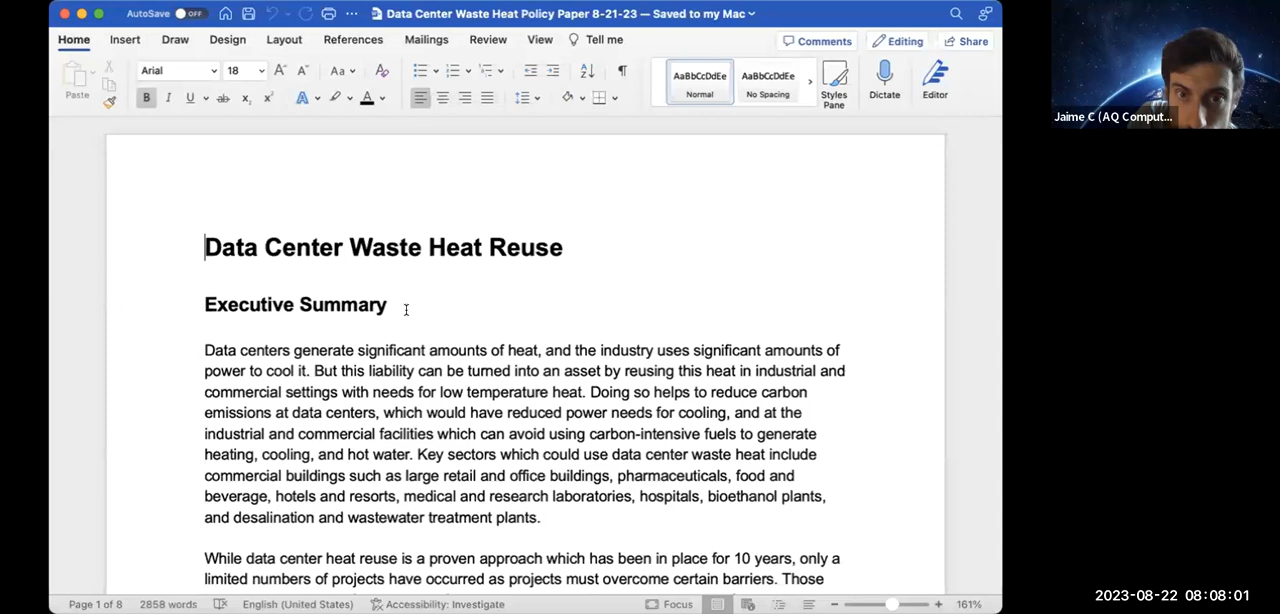 AutoSave OFF Data Center Waste Heat Policy Paper 8-21-23 — Saved to my Mac
Home Insert Draw Design Layout References Mailings Review View Tell me Comments Editing Share
Paste Arial 18 Aa AaBbCcDdEe Normal AaBbCcDdEe No Spacing Styles Pane Dictate Editor
Jaime C (AQ Comput...
Data Center Waste Heat Reuse
Executive Summary
Data centers generate significant amounts of heat, and the industry uses significant amounts of
power to cool it. But this liability can be turned into an asset by reusing this heat in industrial and
commercial settings with needs for low temperature heat. Doing so helps to reduce carbon
emissions at data centers, which would have reduced power needs for cooling, and at the
industrial and commercial facilities which can avoid using carbon-intensive fuels to generate
heating, cooling, and hot water. Key sectors which could use data center waste heat include
commercial buildings such as large retail and office buildings, pharmaceuticals, food and
beverage, hotels and resorts, medical and research laboratories, hospitals, bioethanol plants,
and desalination and wastewater treatment plants.
While data center heat reuse is a proven approach which has been in place for 10 years, only a
limited numbers of projects have occurred as projects must overcome certain barriers. Those
Page 1 of 8 2858 words English (United States) Accessibility: Investigate Focus 161%
2023-08-22 08:08:01